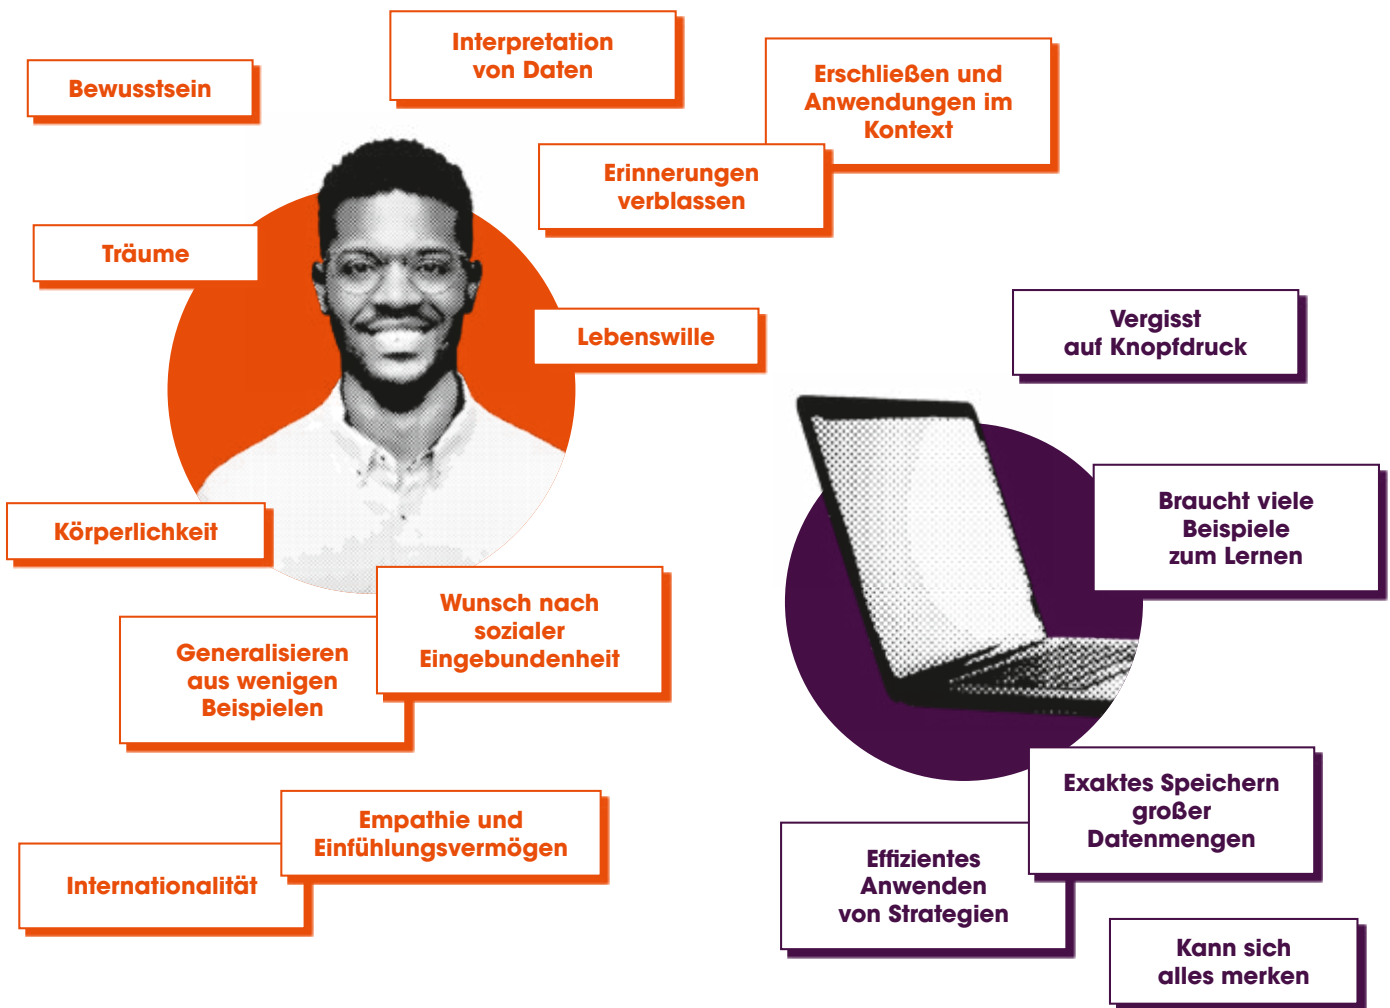 Bewusstsein
Interpretation
von Daten
Erschließen und
Anwendungen im
Kontext
Erinnerungen
verblassen
Träume
Lebenswille
Körperlichkeit
Wunsch nach
sozialer
Eingebundenheit
Generalisieren
aus wenigen
Beispielen
Empathie und
Einfühlungsvermögen
Internationalität
Vergisst
auf Knopfdruck
Braucht viele
Beispiele
zum Lernen
Exaktes Speichern
großer
Datenmengen
Effizientes
Anwenden
von Strategien
Kann sich
alles merken